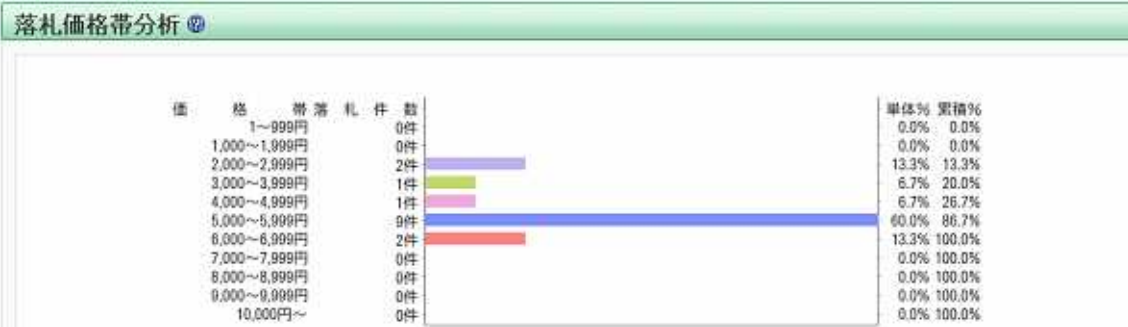 落札価格帯分析
価格帯 落札件数 単体% 累積%
1～999円 0件 0.0% 0.0%
1,000～1,999円 0件 0.0% 0.0%
2,000～2,999円 2件 13.3% 13.3%
3,000～3,999円 1件 6.7% 20.0%
4,000～4,999円 1件 6.7% 26.7%
5,000～5,999円 9件 60.0% 86.7%
6,000～6,999円 2件 13.3% 100.0%
7,000～7,999円 0件 0.0% 100.0%
8,000～8,999円 0件 0.0% 100.0%
9,000～9,999円 0件 0.0% 100.0%
10,000円～ 0件 0.0% 100.0%